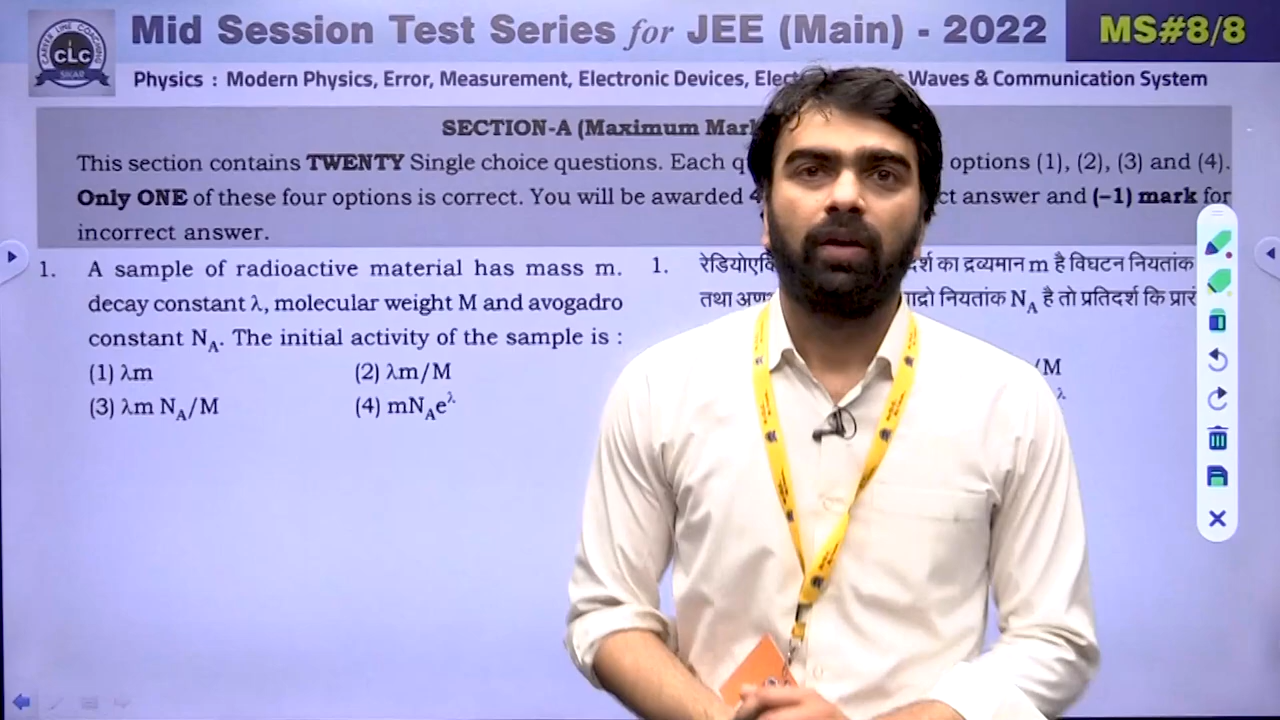 CAREER LINE COACHING
CLC
SIKAR
Mid Session Test Series for JEE (Main) - 2022
MS#8/8
Physics : Modern Physics, Error, Measurement, Electronic Devices, Waves & Communication System
SECTION-A (Maximum
This section contains TWENTY Single choice questions. Each options (1), (2), (3) and (4).
Only ONE of these four options is correct. You will be awarded answer and (−1) mark for
incorrect answer.
1. A sample of radioactive material has mass m.
decay constant λ, molecular weight M and avogadro
constant N_A. The initial activity of the sample is :
(1) λm (2) λm/M
(3) λm N_A/M (4) mN_Ae^λ
1. का द्रव्यमान m है विघटन नियतांक
तथा नियतांक N_A है तो प्रतिदर्श कि
/M
λ